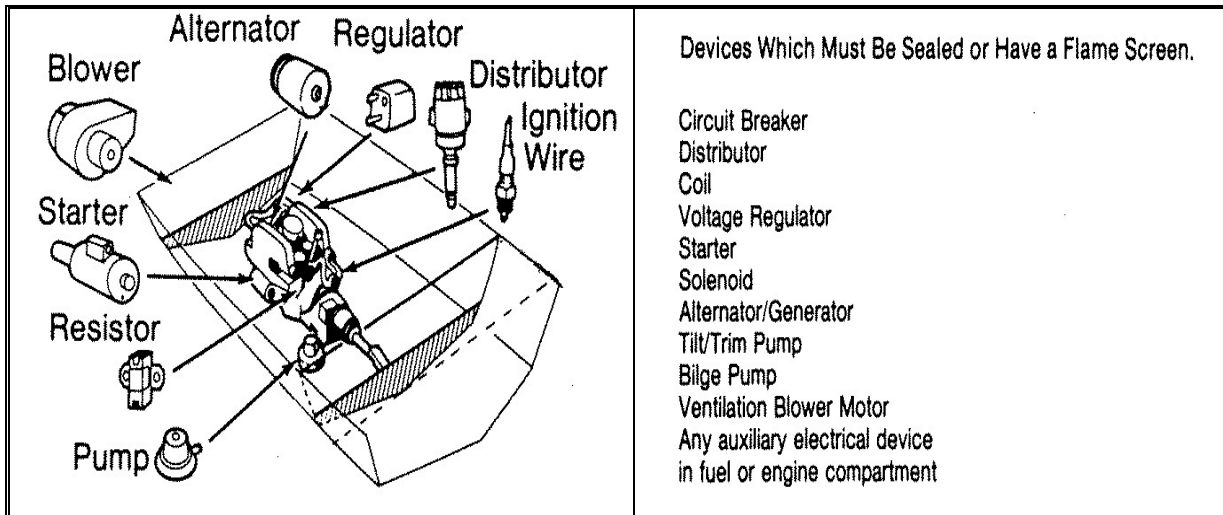 Alternator
Regulator
Blower
Distributor
Ignition
Wire
Starter
Resistor
Pump
Devices Which Must Be Sealed or Have a Flame Screen.
Circuit Breaker
Distributor
Coil
Voltage Regulator
Starter
Solenoid
Alternator/Generator
Tilt/Trim Pump
Bilge Pump
Ventilation Blower Motor
Any auxiliary electrical device
in fuel or engine compartment